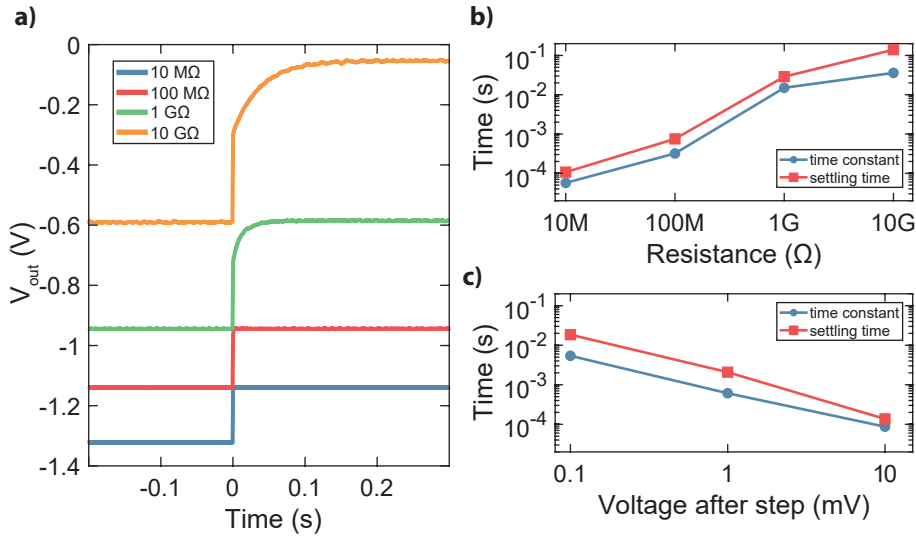 a)
0
-0.2
-0.4
-0.6
-0.8
-1
-1.2
-1.4
V_out (V)
10 MΩ
100 MΩ
1 GΩ
10 GΩ
-0.1
0
0.1
0.2
Time (s)
b)
10^-1
10^-2
10^-3
10^-4
Time (s)
time constant
settling time
10M
100M
1G
10G
Resistance (Ω)
c)
10^-1
10^-2
10^-3
10^-4
Time (s)
time constant
settling time
0.1
1
10
Voltage after step (mV)